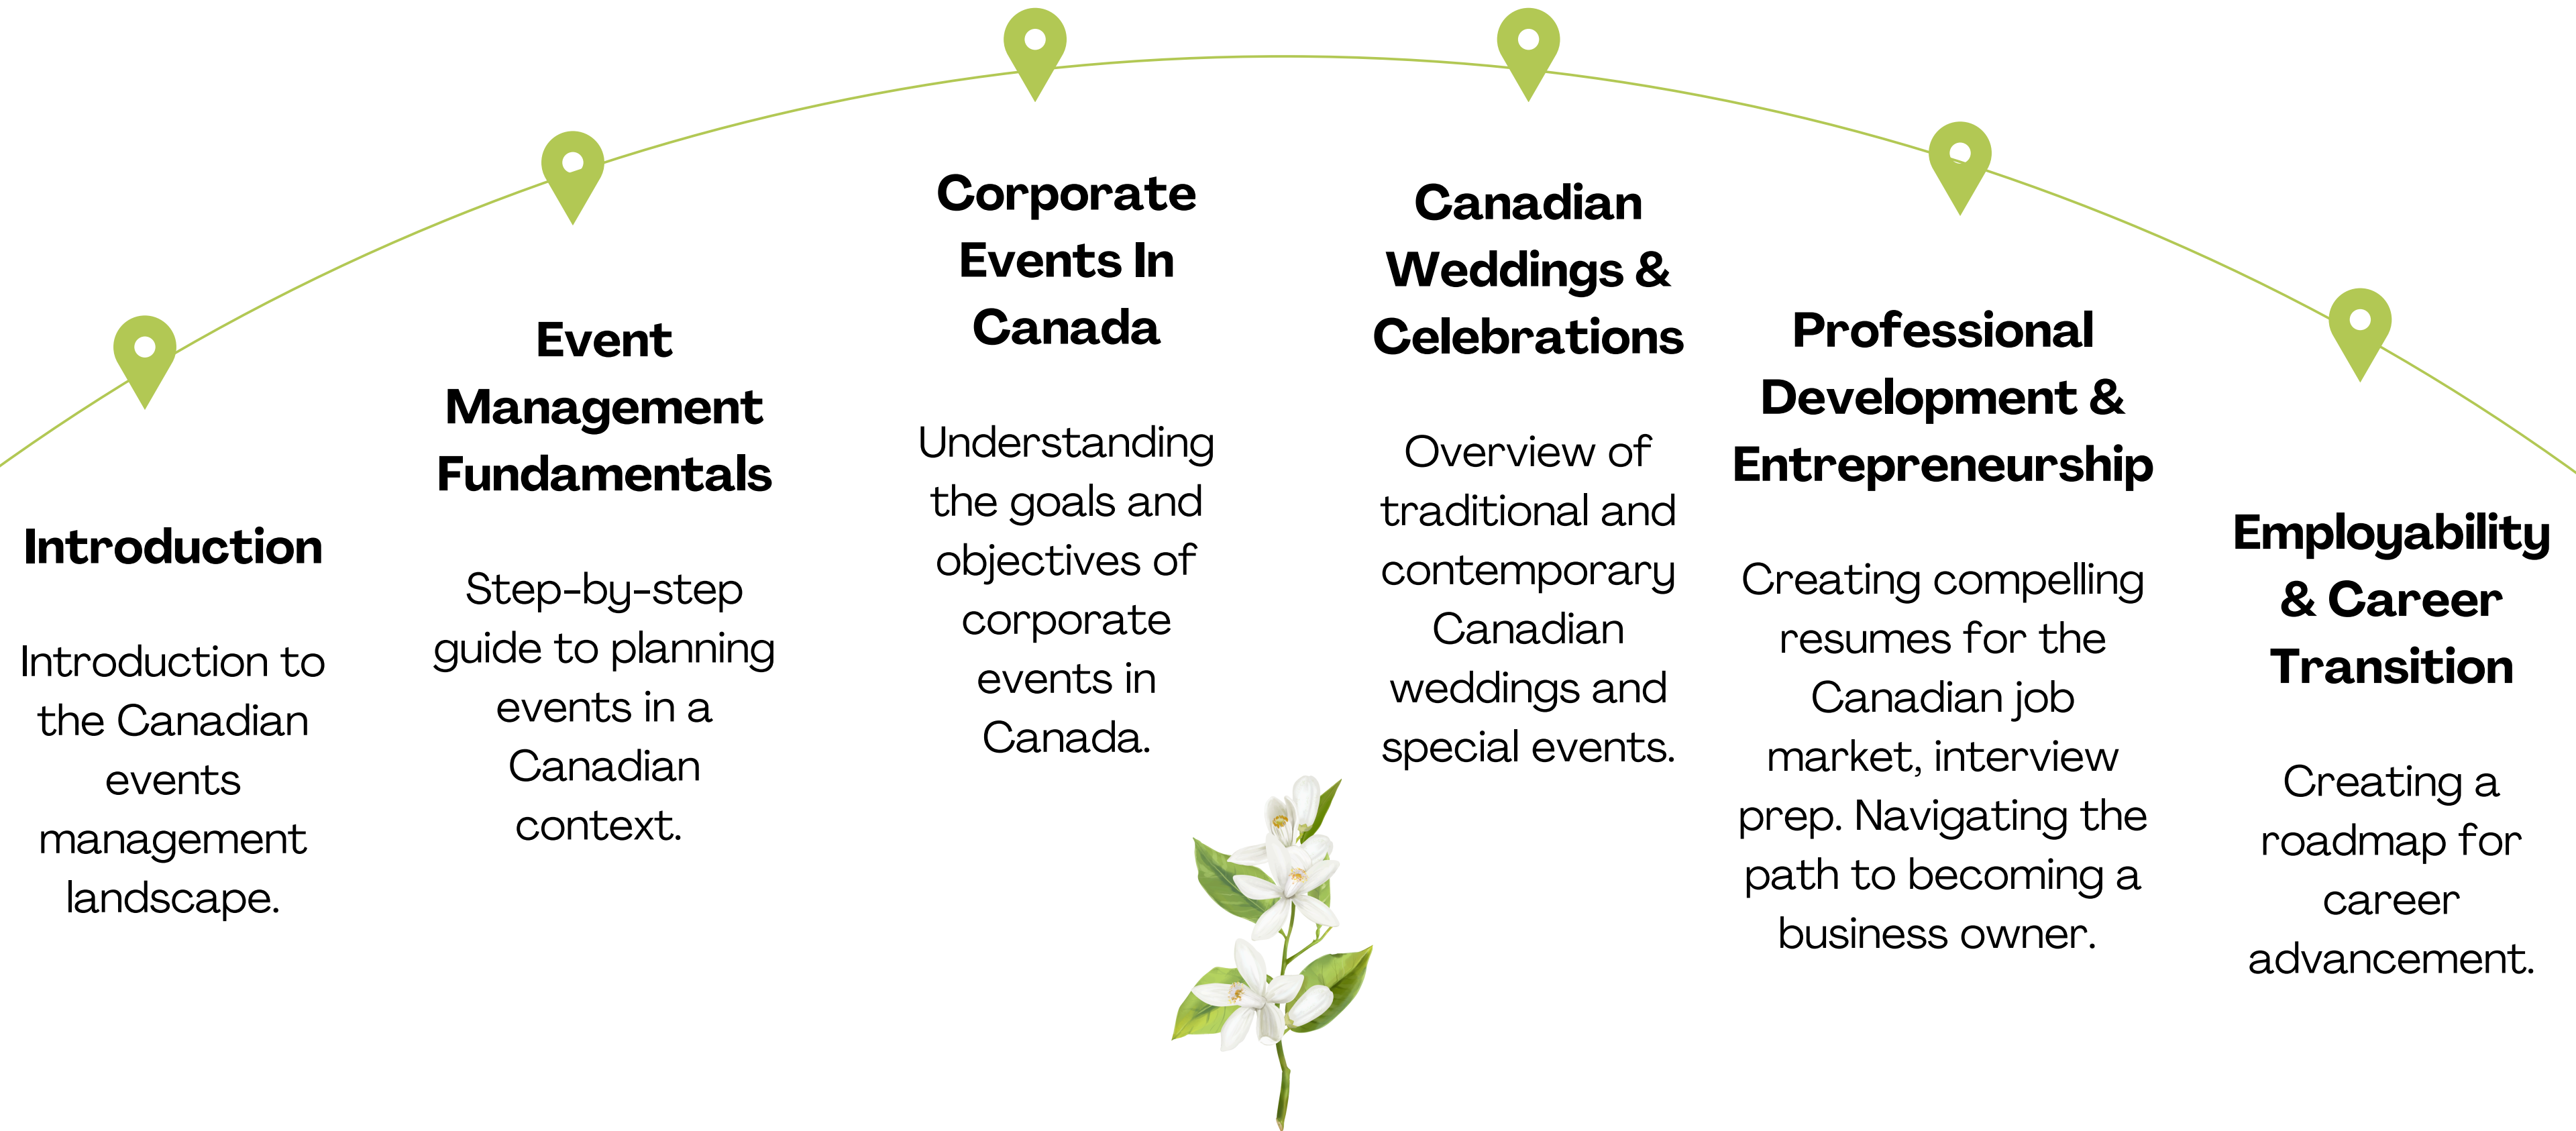 Introduction
Introduction to
the Canadian
events
management
landscape.
Event
Management
Fundamentals
Step-by-step
guide to planning
events in a
Canadian
context.
Corporate
Events In
Canada
Understanding
the goals and
objectives of
corporate
events in
Canada.
Canadian
Weddings &
Celebrations
Overview of
traditional and
contemporary
Canadian
weddings and
special events.
Professional
Development &
Entrepreneurship
Creating compelling
resumes for the
Canadian job
market, interview
prep. Navigating the
path to becoming a
business owner.
Employability
& Career
Transition
Creating a
roadmap for
career
advancement.